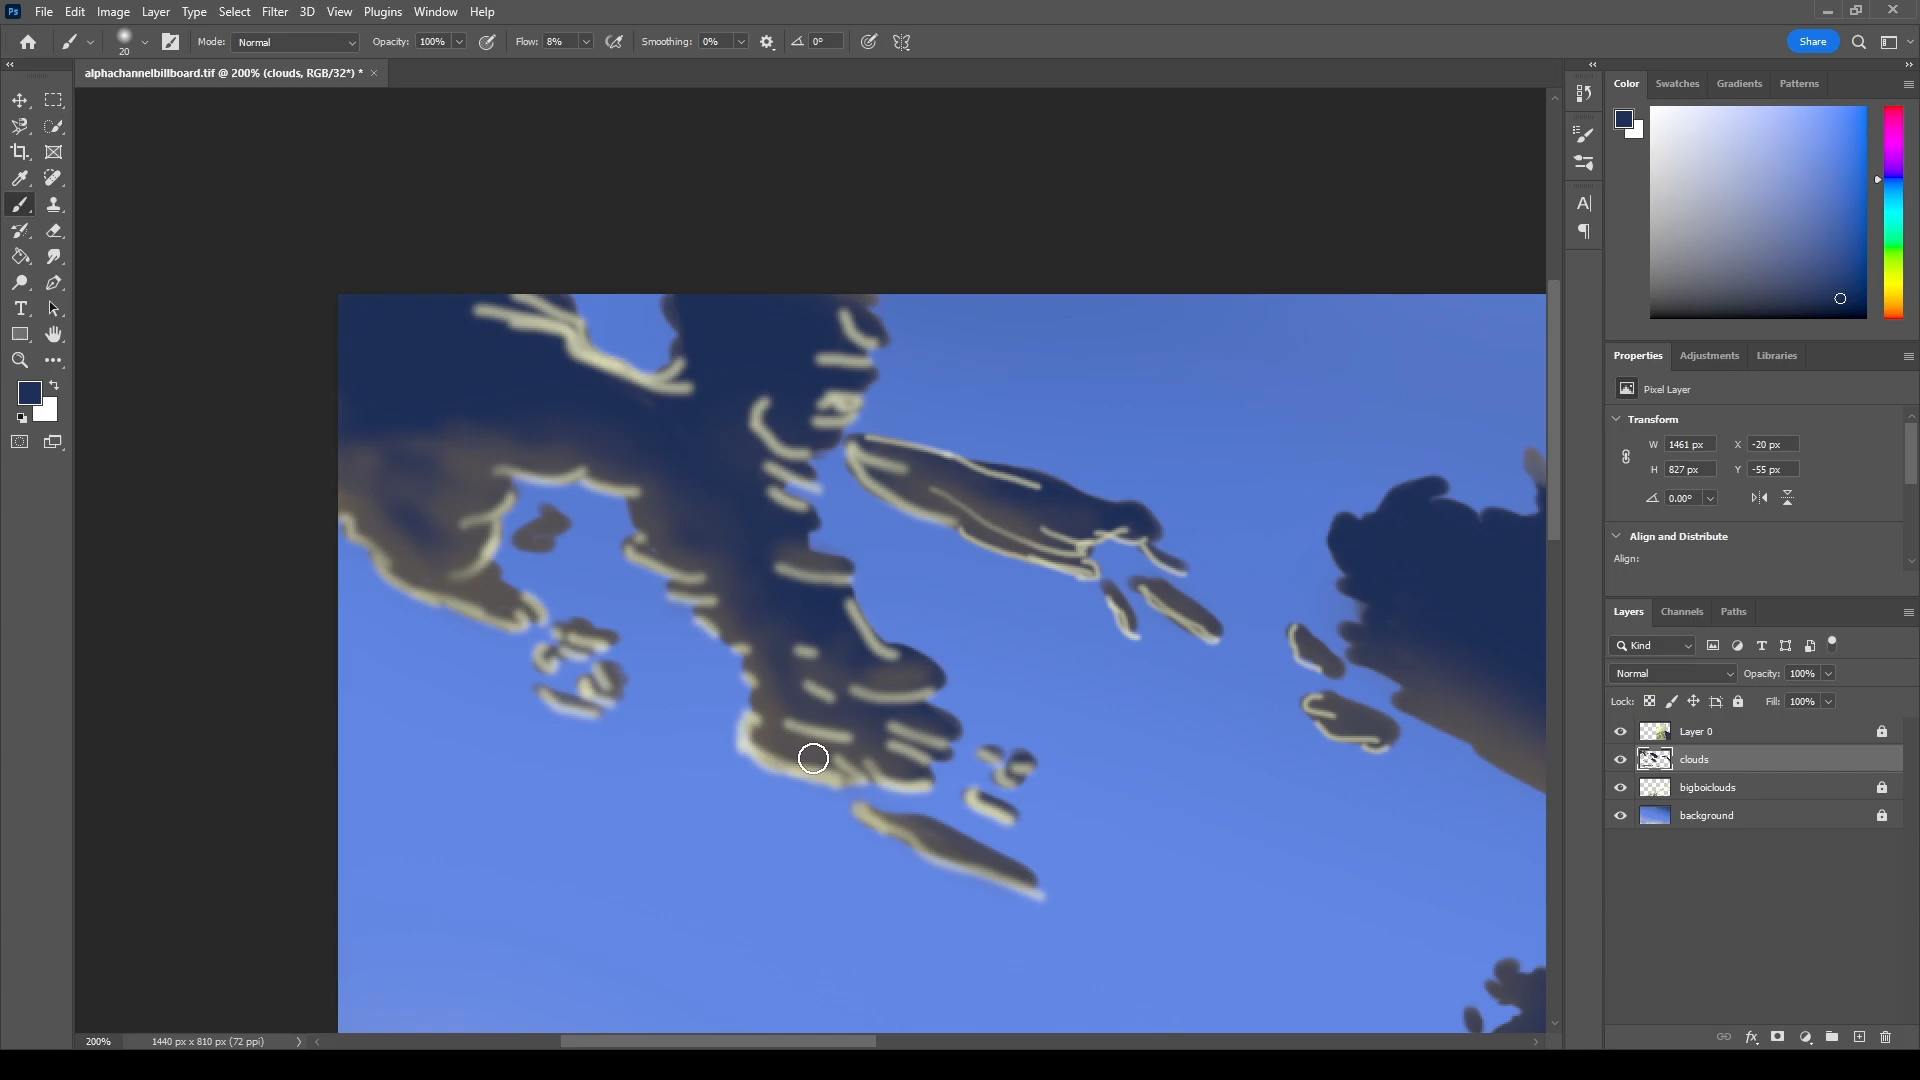 Ps File Edit Image Layer Type Select Filter 3D View Plugins Window Help
20 Mode: Normal Opacity: 100% Flow: 8% Smoothing: 0% 0° Share
alphachannelbillboard.tif @ 200% (clouds, RGB/32*) *
Color Swatches Gradients Patterns
Properties Adjustments Libraries
Pixel Layer
Transform
W 1461 px X -20 px
H 827 px Y -55 px
0.00°
Align and Distribute
Align:
Layers Channels Paths
Kind
Normal Opacity: 100%
Lock: Fill: 100%
Layer 0
clouds
bigboiclouds
background
200% 1440 px x 810 px (72 ppi)